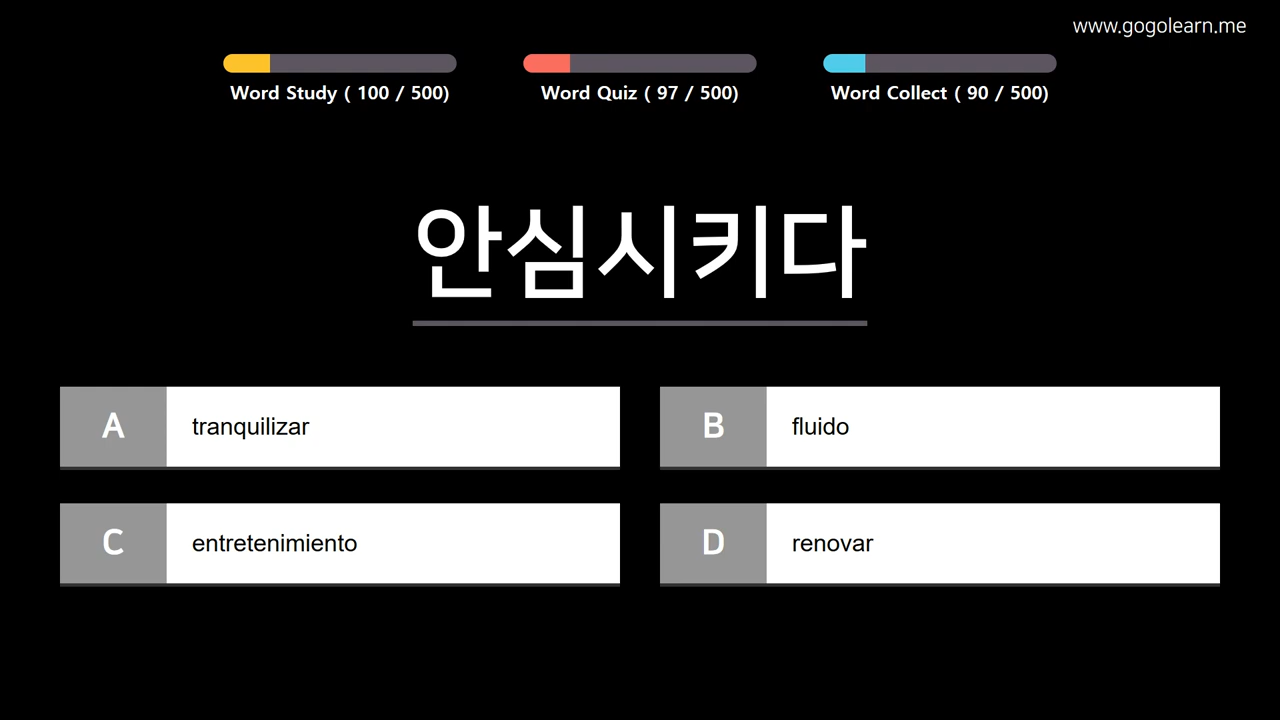 www.gogolearn.me
Word Study ( 100 / 500)
Word Quiz ( 97 / 500)
Word Collect ( 90 / 500)
안심시키다
A tranquilizar
B fluido
C entretenimiento
D renovar